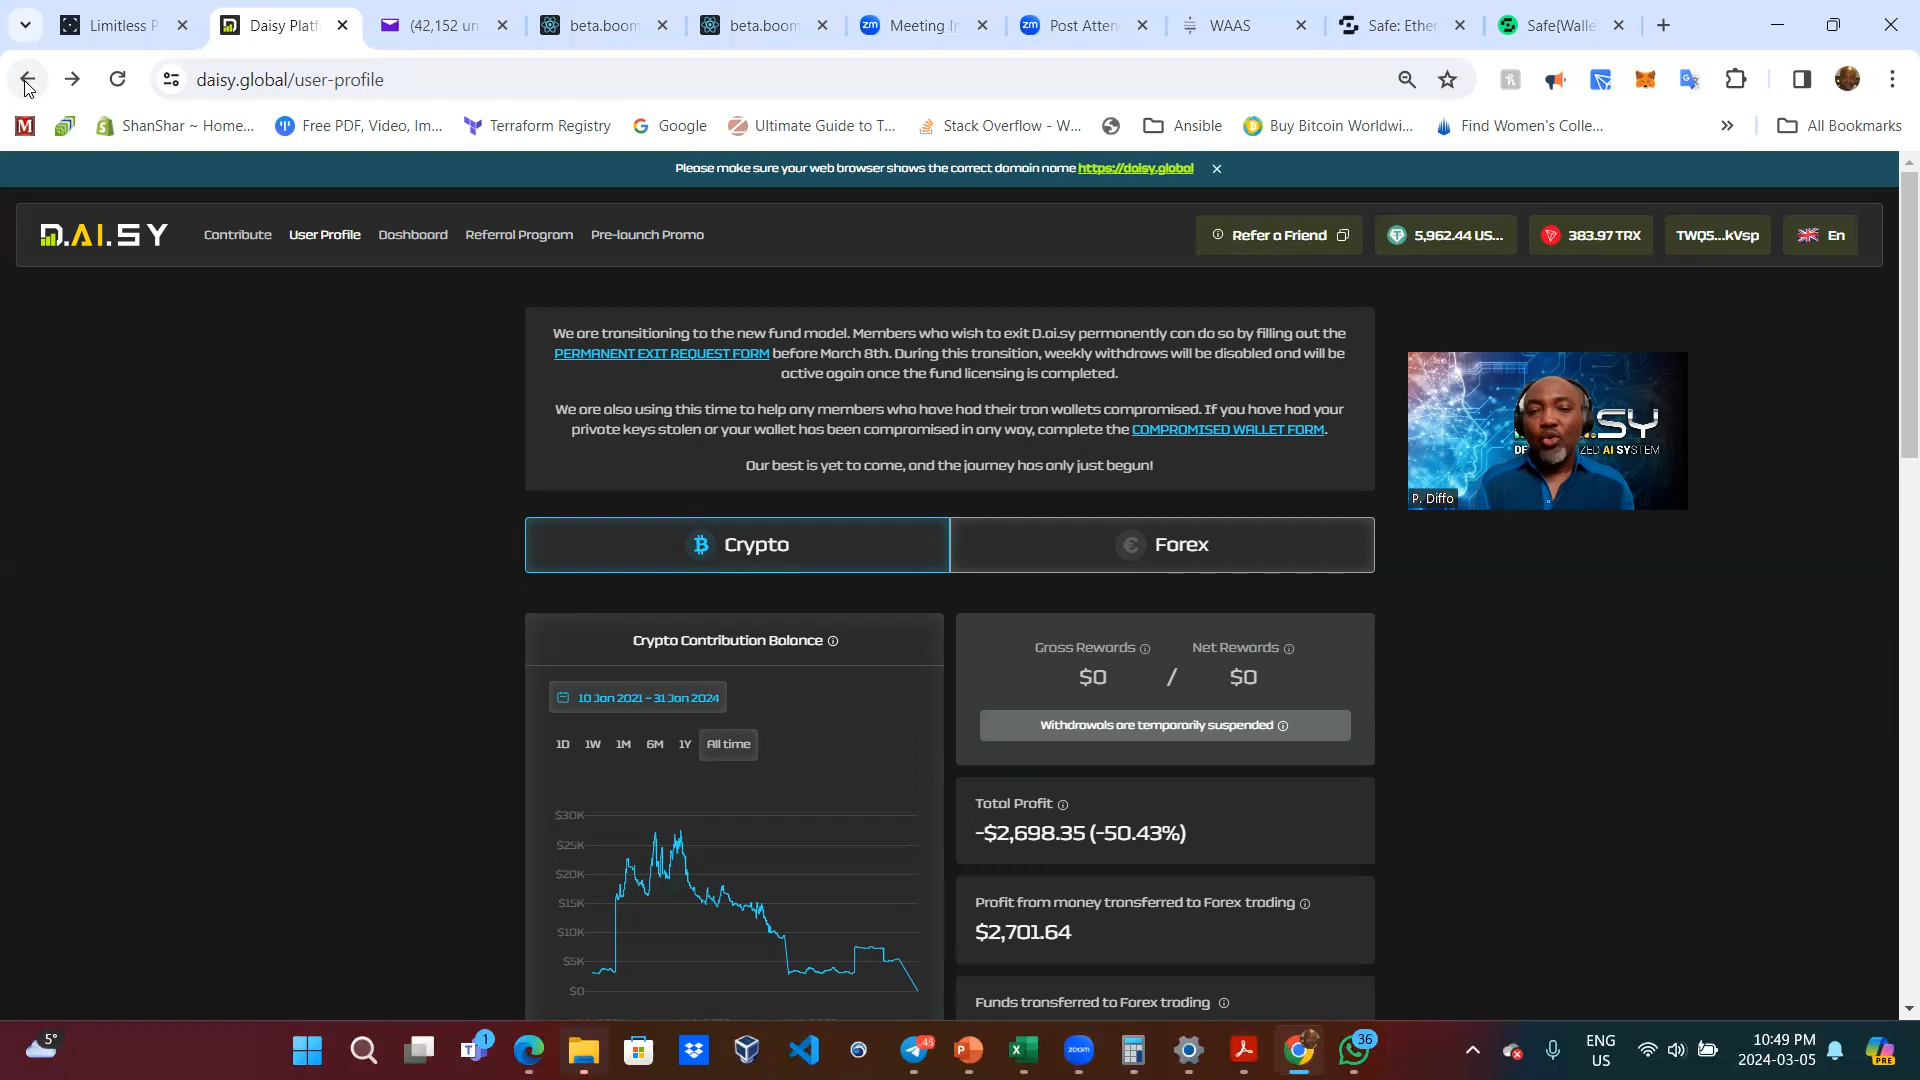 Limitless P
Daisy Platf
(42,152 un
beta.boom
beta.boom
Meeting In
Post Atten
WAAS
Safe: Ether
Safe{Walle
daisy.global/user-profile
ShanShar ~ Home...
Free PDF, Video, Im...
Terraform Registry
Google
Ultimate Guide to T...
Stack Overflow - W...
Ansible
Buy Bitcoin Worldwi...
Find Women's Colle...
All Bookmarks
Please make sure your web browser shows the correct domain name https://daisy.global
D.AI.SY
Contribute
User Profile
Dashboard
Referral Program
Pre-launch Promo
Refer a Friend
5,962.44 US...
383.97 TRX
TWQ5...kVsp
En
We are transitioning to the new fund model. Members who wish to exit D.ai.sy permanently can do so by filling out the
PERMANENT EXIT REQUEST FORM before March 8th. During this transition, weekly withdraws will be disabled and will be
active again once the fund licensing is completed.
We are also using this time to help any members who have had their tron wallets compromised. If you have had your
private keys stolen or your wallet has been compromised in any way, complete the COMPROMISED WALLET FORM.
Our best is yet to come, and the journey has only just begun!
SY
ZED AI SYSTEM
P. Diffo
Crypto
Forex
Crypto Contribution Balance
10 Jan 2021 ~ 31 Jan 2024
1D 1W 1M 6M 1Y All time
$30K
$25K
$20K
$15K
$10K
$5K
$0
Gross Rewards
Net Rewards
$0 / $0
Withdrawals are temporarily suspended
Total Profit
-$2,698.35 (-50.43%)
Profit from money transferred to Forex trading
$2,701.64
Funds transferred to Forex trading
5°
1
zoom
36
ENG
US
10:49 PM
2024-03-05
PRE